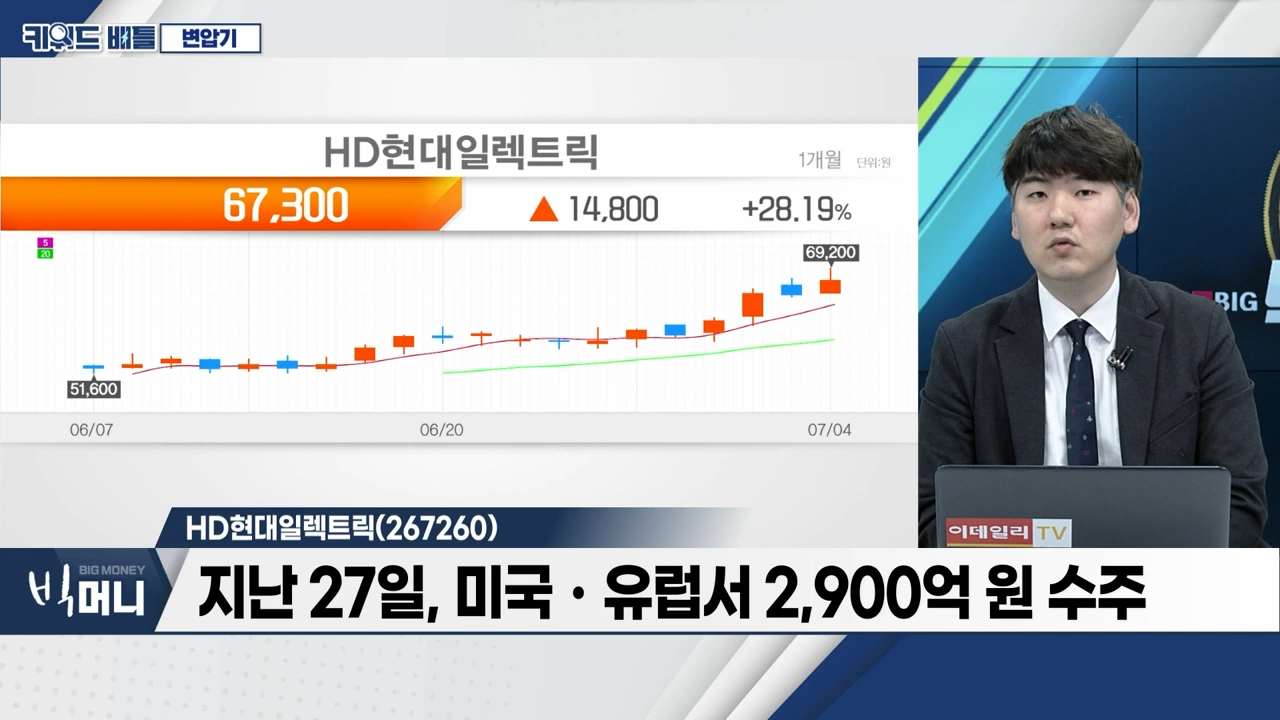 키워드 배틀 변압기
HD현대일렉트릭
1개월 단위:원
67,300 ▲ 14,800 +28.19%
5
20
69,200
51,600
06/07 06/20 07/04
BIG
이데일리 TV
HD현대일렉트릭(267260)
BIG MONEY
빅머니
지난 27일, 미국·유럽서 2,900억 원 수주